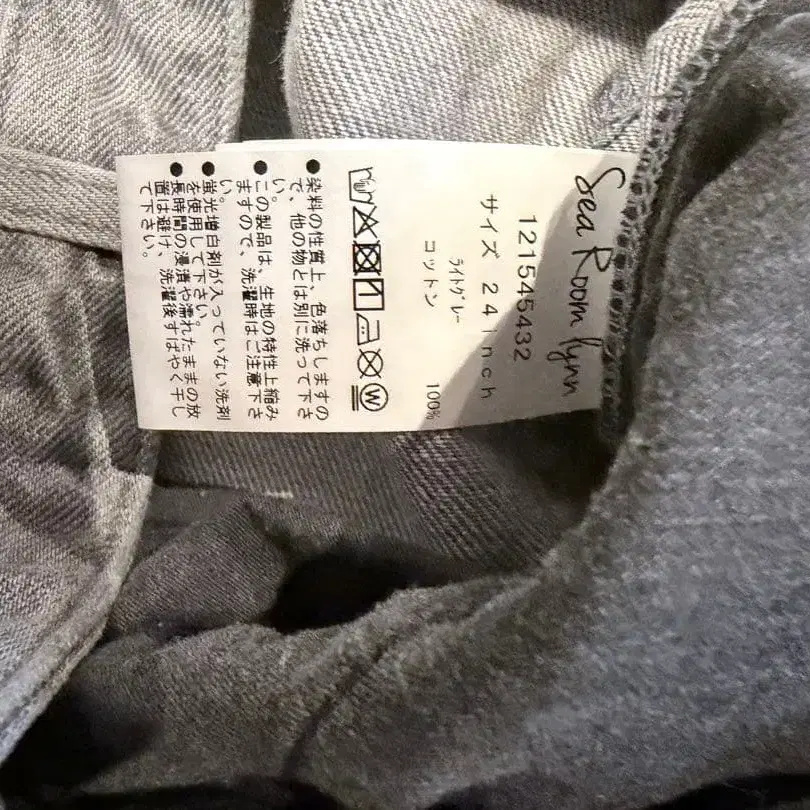 Sea Room lynn
121545432
サイズ 24inch
ライトグレー
コットン 100%
W
●染料の性質上、色落ちしますの
で、他の物とは別に洗って下さ
い。
●この製品は、生地の特性上縮み
ますので、洗濯時はご注意下さ
い。
●蛍光増白剤が入っていない洗剤
を使用して下さい。
●長時間の浸漬や濡れたままの放
置は避け、洗濯後すばやく干し
て下さい。